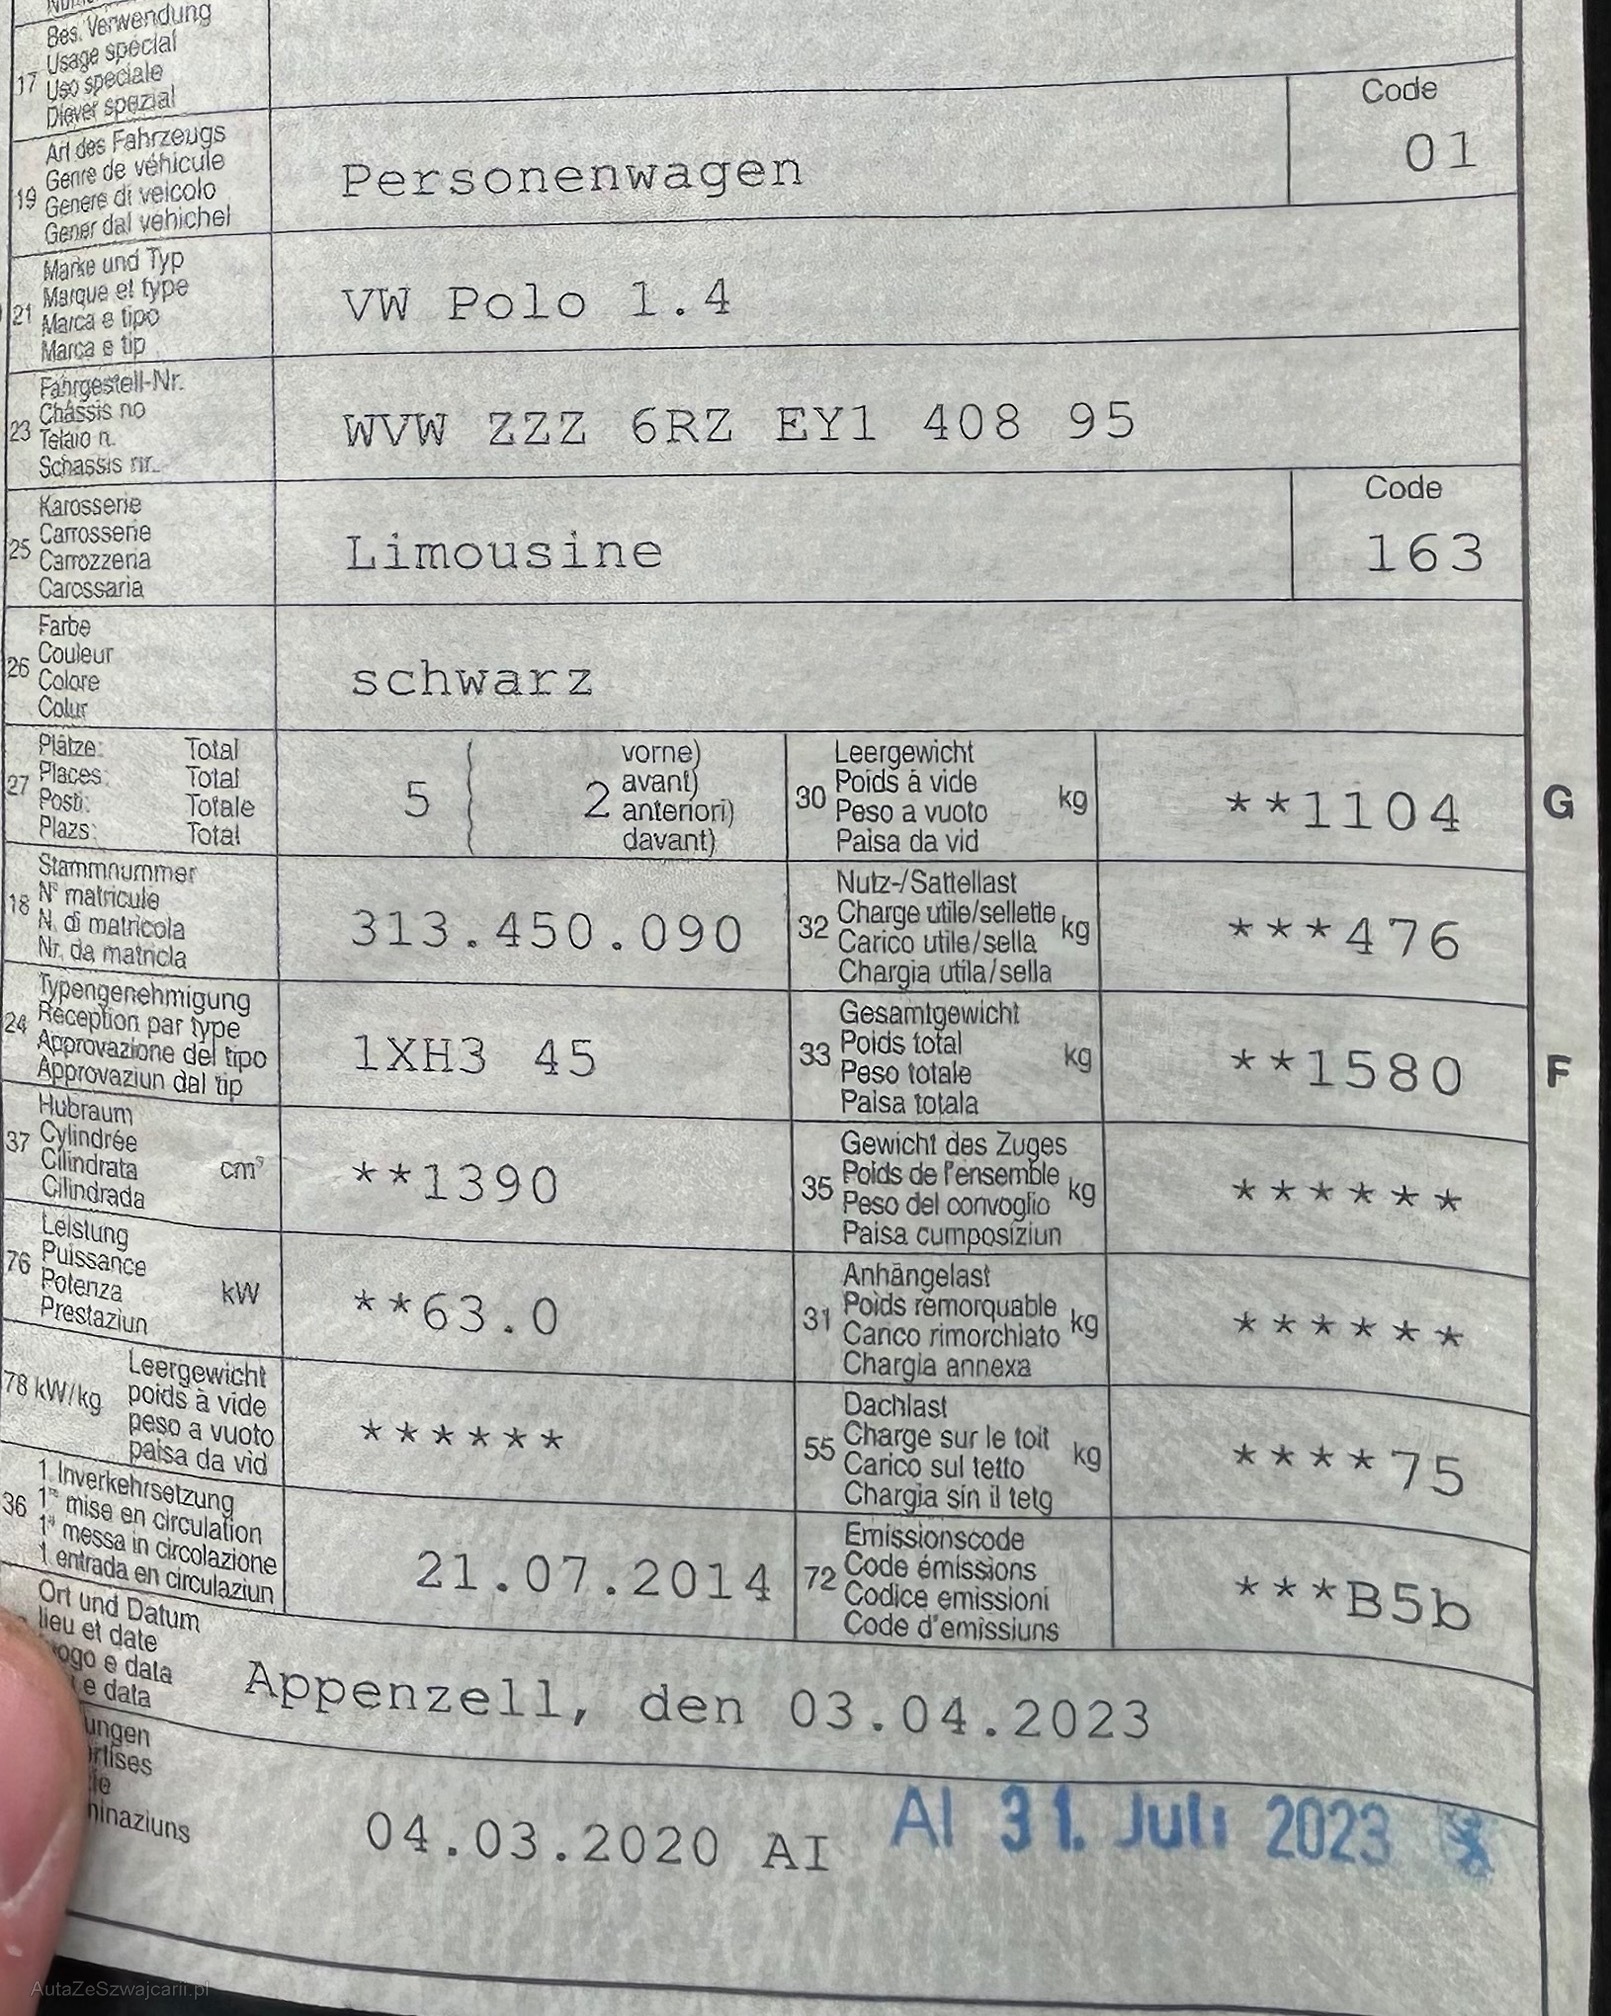 Bes. Verwendung
17 Usage spécial
Uso speciale
Diever spezial
Code
Art des Fahrzeugs
19 Genre de véhicule
Genere di veicolo
Gener dal vehichel
Personenwagen
01
Marke und Typ
21 Marque et type
Marca e tipo
Marca e tip
VW Polo 1.4
Fahrgestell-Nr.
23 Châssis no
Telaio n.
Schassis nr.
WVW ZZZ 6RZ EY1 408 95
Code
Karosserie
25 Carrosserie
Carrozzeria
Carossaria
Limousine
163
Farbe
26 Couleur
Colore
Colur
schwarz
27 Plätze: Total
Places: Total
Posti: Totale
Plazs: Total
5
2 vorne)
avant)
anteriori)
davant)
30 Leergewicht
Poids à vide kg
Peso a vuoto
Paisa da vid
**1104
G
Stammnummer
18 N° matricule
N. di matricola
Nr. da matricla
313.450.090
Nutz-/Sattellast
32 Charge utile/sellette kg
Carico utile/sella
Chargia utila/sella
***476
Typengenehmigung
24 Réception par type
Approvazione del tipo
Approvaziun dal tip
1XH3 45
Gesamtgewicht
33 Poids total kg
Peso totale
Paisa totala
**1580
F
Hubraum
37 Cylindrée
Cilindrata cm³
Cilindrada
**1390
Gewicht des Zuges
35 Poids de l'ensemble kg
Peso del convoglio
Paisa cumposiziun
******
Leistung
76 Puissance
Potenza kW
Prestaziun
**63.0
Anhängelast
31 Poids remorquable kg
Carico rimorchiato
Chargia annexa
******
Leergewicht
78 kW/kg poids à vide
peso a vuoto
paisa da vid
******
Dachlast
55 Charge sur le toit kg
Carico sul tetto
Chargia sin il tetg
****75
1. Inverkehrsetzung
36 1re mise en circulation
1a messa in circolazione
1. entrada en circulaziun
21.07.2014
Emissionscode
72 Code émissions
Codice emissioni
Code d'emissiuns
***B5b
Ort und Datum
lieu et date
ogo e data
e data
Appenzell, den 03.04.2023
ungen
rtises
ie
minaziuns
04.03.2020 AI
AI 31. Juli 2023
AutaZeSzwajcarii.pl